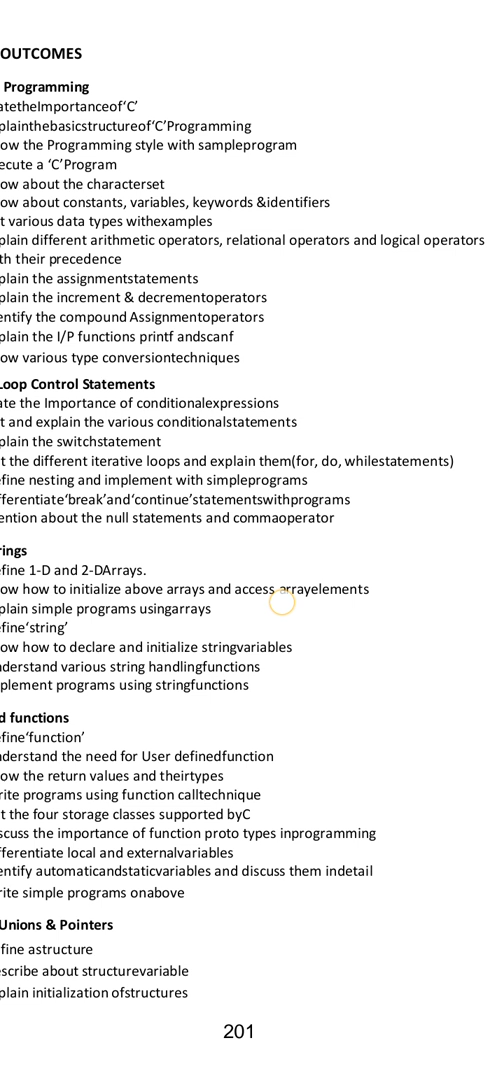 OUTCOMES
Programming
atetheImportanceof‘C’
plainthebasicstructureof‘C’Programming
ow the Programming style with sampleprogram
ecute a ‘C’Program
ow about the characterset
ow about constants, variables, keywords &identifiers
t various data types withexamples
plain different arithmetic operators, relational operators and logical operators
th their precedence
plain the assignmentstatements
plain the increment & decrementoperators
entify the compound Assignmentoperators
plain the I/P functions printf andscanf
ow various type conversiontechniques
Loop Control Statements
ate the Importance of conditionalexpressions
t and explain the various conditionalstatements
plain the switchstatement
t the different iterative loops and explain them(for, do, whilestatements)
efine nesting and implement with simpleprograms
fferentiate‘break’and‘continue’statementswithprograms
ention about the null statements and commaoperator
rings
efine 1-D and 2-DArrays.
ow how to initialize above arrays and access arrayelements
plain simple programs usingarrays
efine‘string’
ow how to declare and initialize stringvariables
nderstand various string handlingfunctions
plement programs using stringfunctions
d functions
efine‘function’
nderstand the need for User definedfunction
ow the return values and theirtypes
rite programs using function calltechnique
t the four storage classes supported byC
scuss the importance of function proto types inprogramming
fferentiate local and externalvariables
entify automaticandstaticvariables and discuss them indetail
rite simple programs onabove
Unions & Pointers
fine astructure
escribe about structurevariable
plain initialization ofstructures
201